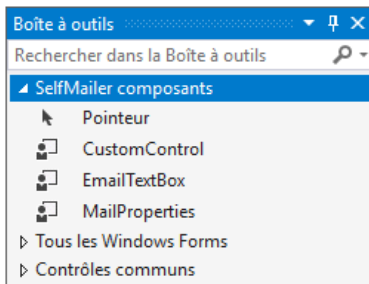 Boîte à outils
Rechercher dans la Boîte à outils
SelfMailer composants
Pointeur
CustomControl
EmailTextBox
MailProperties
Tous les Windows Forms
Contrôles communs